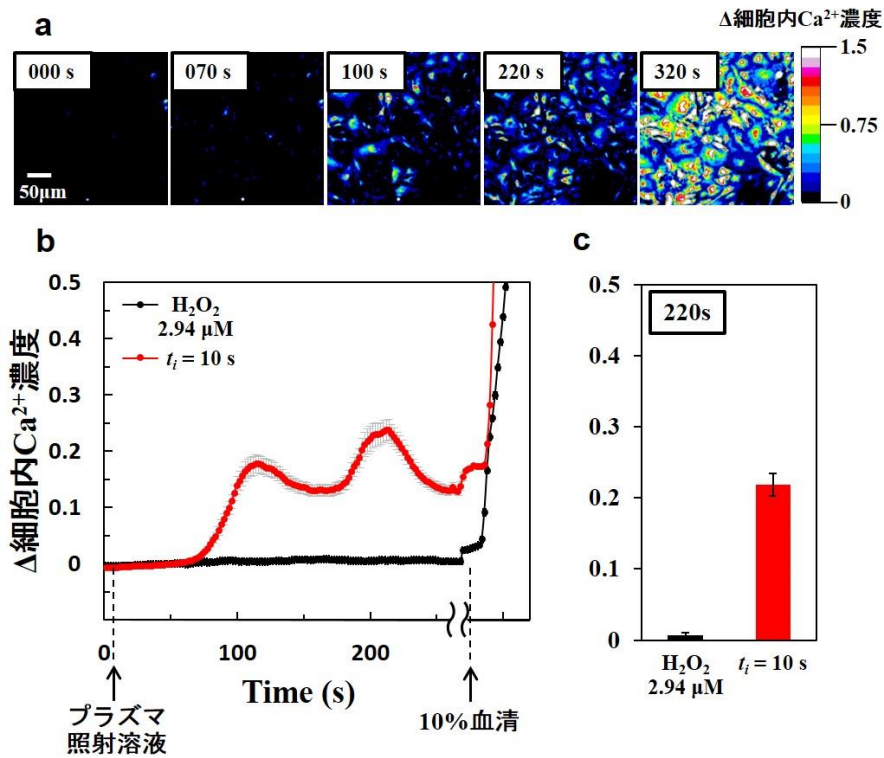 a
Δ細胞内Ca²⁺濃度
000 s
070 s
100 s
220 s
320 s
50μm
1.5
0.75
0
b
Δ細胞内Ca²⁺濃度
0.5
0.4
0.3
0.2
0.1
0
H₂O₂
2.94 μM
tᵢ = 10 s
0
100
200
Time (s)
プラズマ
照射溶液
10%血清
c
220s
0.5
0.4
0.3
0.2
0.1
0
H₂O₂
2.94 μM
tᵢ = 10 s